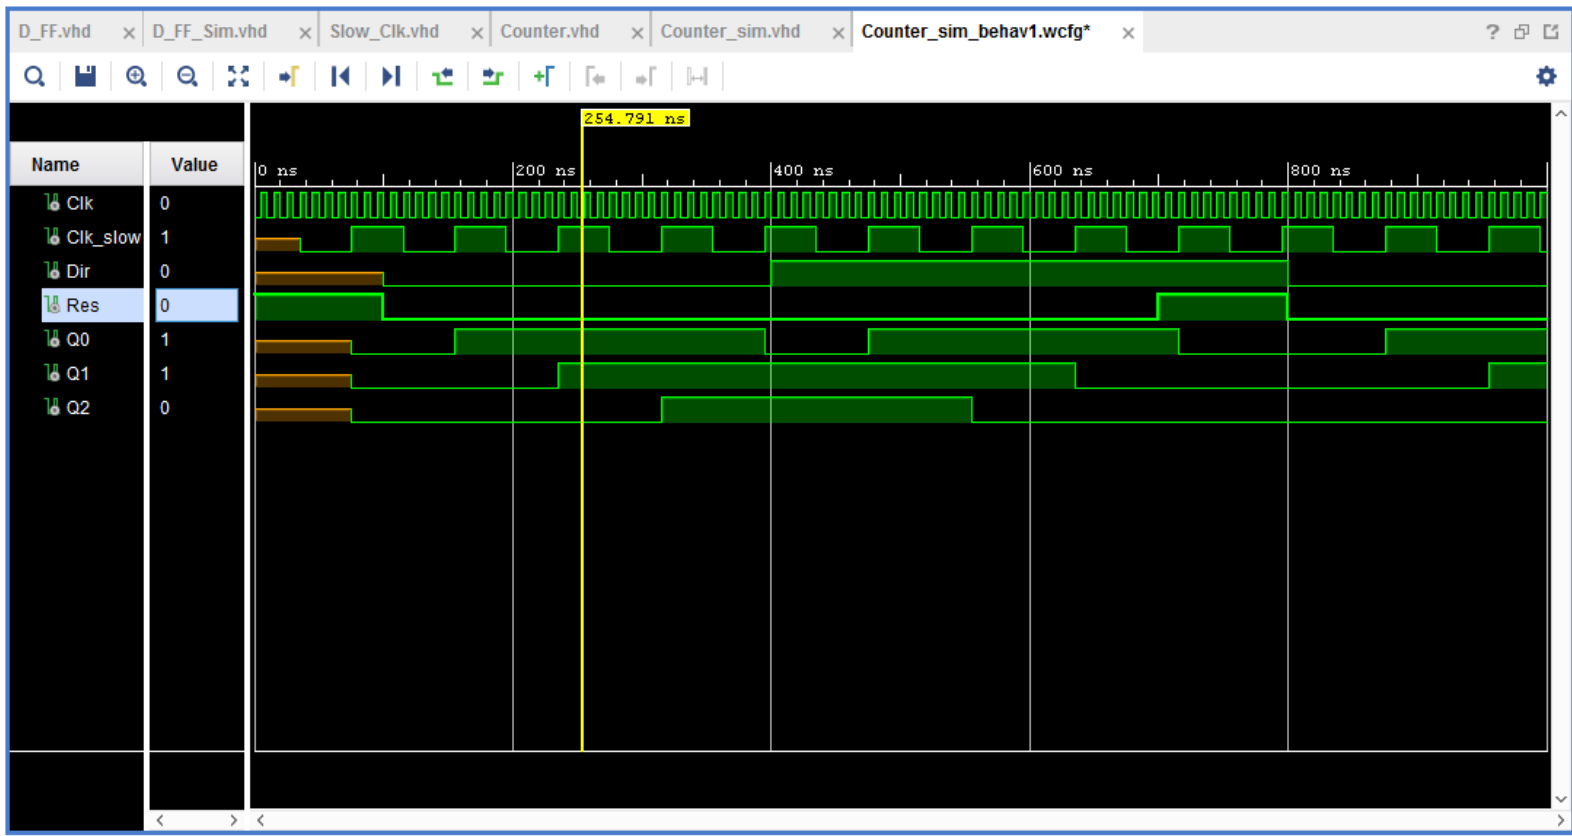 D_FF.vhd × D_FF_Sim.vhd × Slow_Clk.vhd × Counter.vhd × Counter_sim.vhd × Counter_sim_behav1.wcfg* × ?
254.791 ns
Name Value
0 ns 200 ns 400 ns 600 ns 800 ns
Clk 0
Clk_slow 1
Dir 0
Res 0
Q0 1
Q1 1
Q2 0